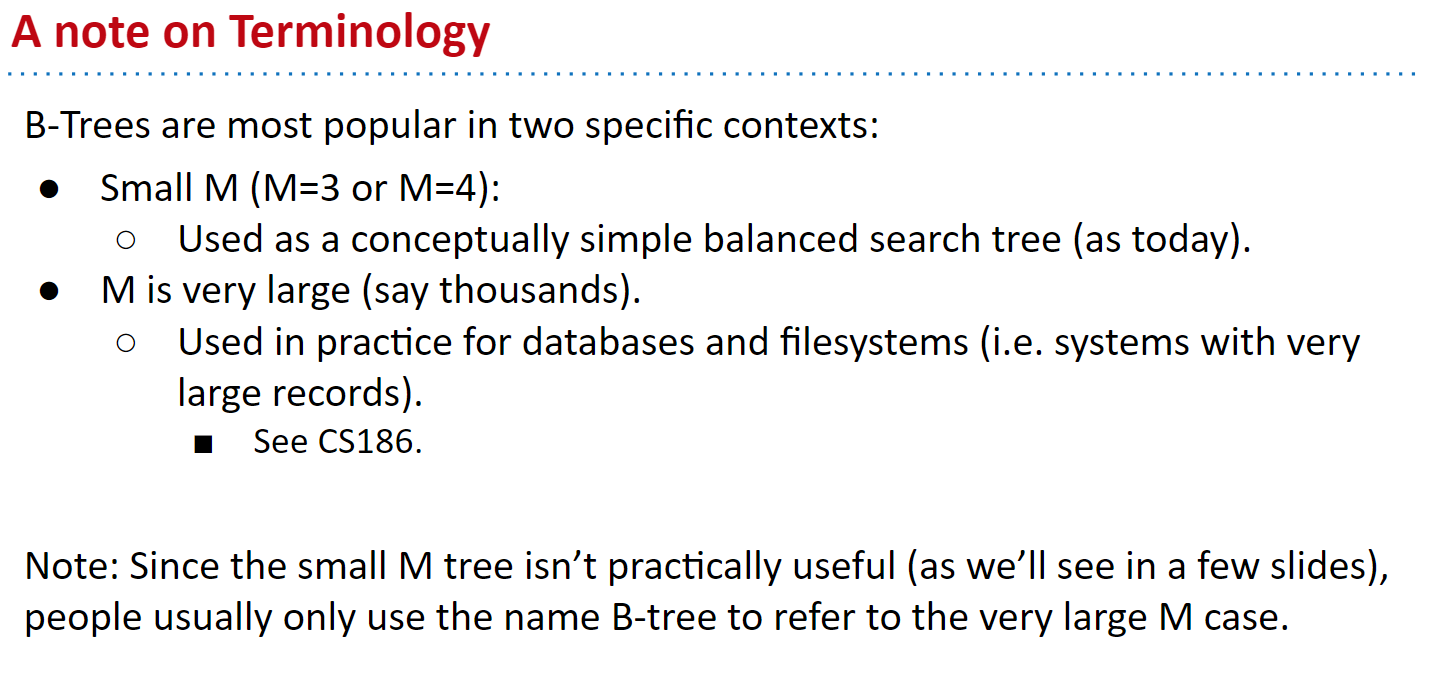 A note on Terminology
B-Trees are most popular in two specific contexts:
● Small M (M=3 or M=4):
○ Used as a conceptually simple balanced search tree (as today).
● M is very large (say thousands).
○ Used in practice for databases and filesystems (i.e. systems with very
large records).
■ See CS186.
Note: Since the small M tree isn’t practically useful (as we’ll see in a few slides),
people usually only use the name B-tree to refer to the very large M case.